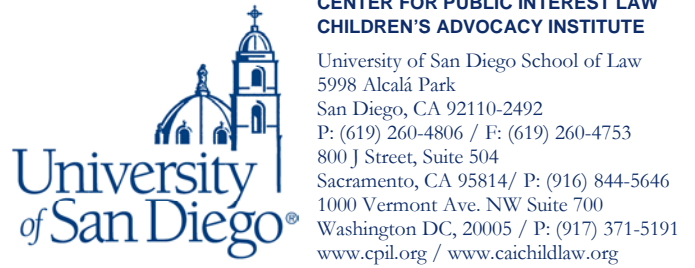 CENTER FOR PUBLIC INTEREST LAW
CHILDREN'S ADVOCACY INSTITUTE
University of San Diego School of Law
5998 Alcalá Park
San Diego, CA 92110-2492
P: (619) 260-4806 / F: (619) 260-4753
800 J Street, Suite 504
Sacramento, CA 95814/ P: (916) 844-5646
1000 Vermont Ave. NW Suite 700
Washington DC, 20005 / P: (917) 371-5191
www.cpil.org / www.caichildlaw.org
University
of San Diego®